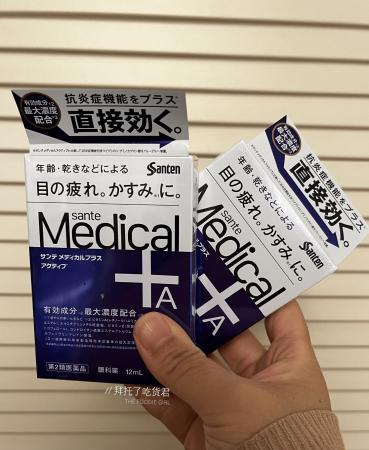 有効成分
最大濃度
配合
抗炎症機能をプラス
直接効く。
年齢・乾きなどによる
Santen
目の疲れ。かすみに。
sante
Medical
サンテ メディカルプラス
アクティブ
+A
有効成分 最大濃度配合
第2類医薬品
眼科薬
12mL
抗炎症機能をプラス
直接効く。
年齢・乾きなどによる
Santen
目の疲れ。かすみに。
sante
Medical
+A
// 拜托了吃货君
THE FOODIE GIRL